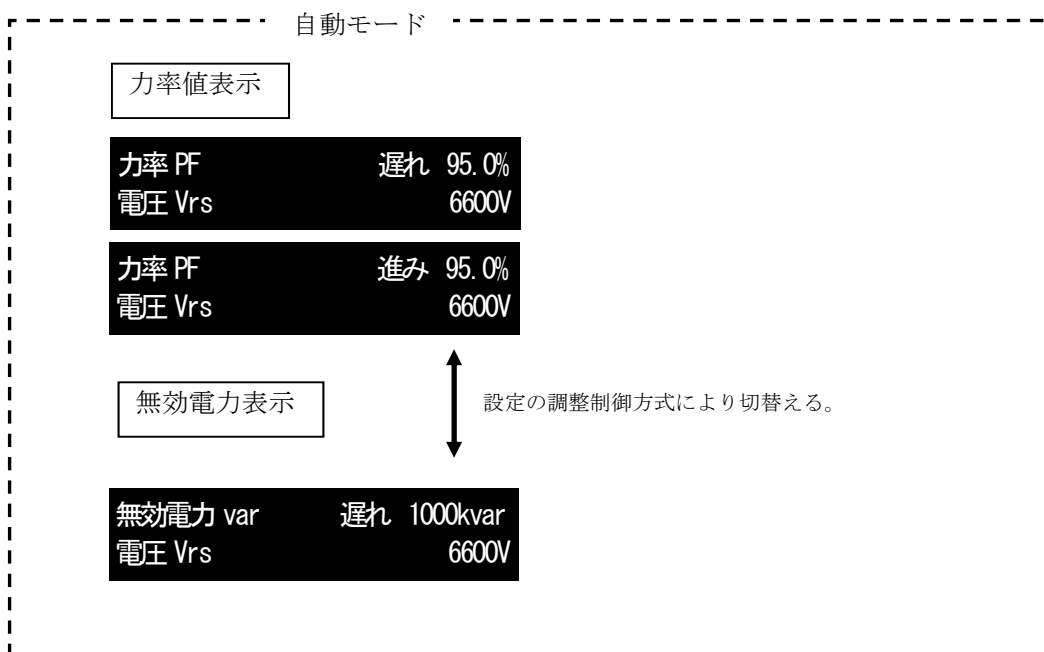 自動モード
力率値表示
力率 PF 遅れ 95.0%
電圧 Vrs 6600V
力率 PF 進み 95.0%
電圧 Vrs 6600V
無効電力表示
設定の調整制御方式により切替える。
無効電力 var 遅れ 1000kvar
電圧 Vrs 6600V